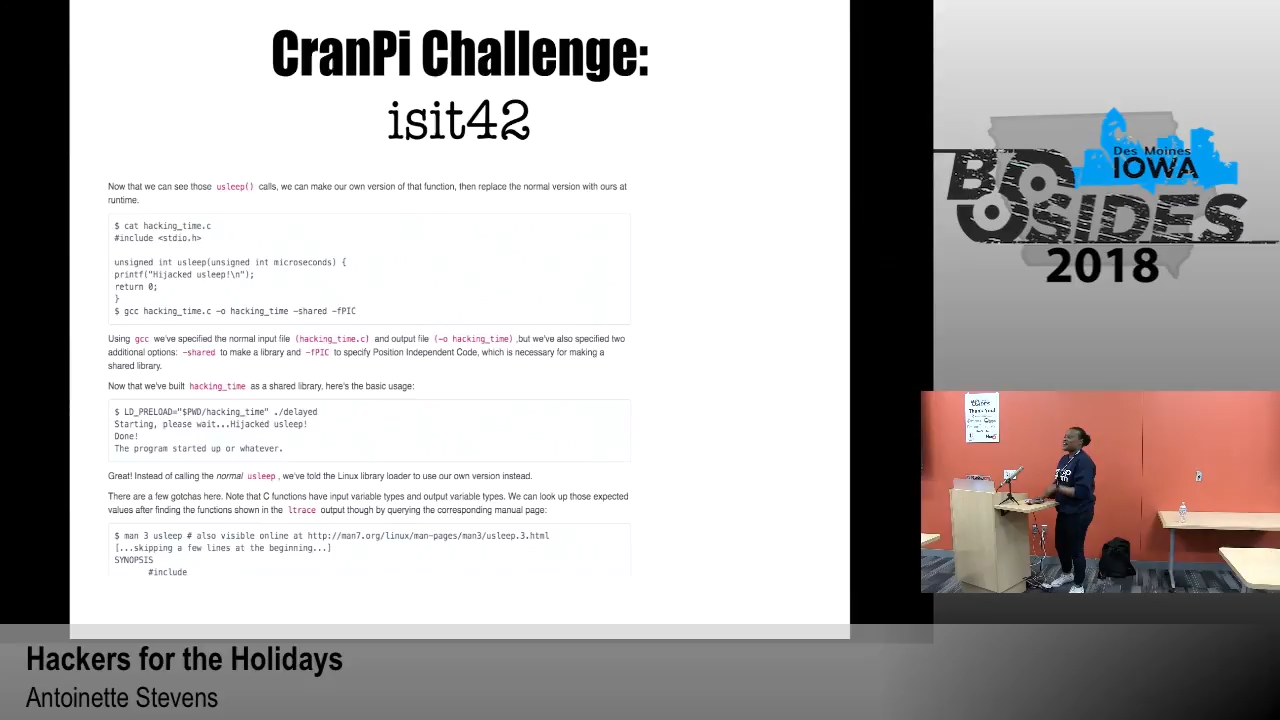 CranPi Challenge:
isit42
Now that we can see those usleep() calls, we can make our own version of that function, then replace the normal version with ours at
runtime.
$ cat hacking_time.c
#include <stdio.h>
unsigned int usleep(unsigned int microseconds) {
printf("Hijacked usleep!\n");
return 0;
}
$ gcc hacking_time.c -o hacking_time -shared -fPIC
Using gcc we've specified the normal input file (hacking_time.c) and output file (-o hacking_time) ,but we've also specified two
additional options: -shared to make a library and -fPIC to specify Position Independent Code, which is necessary for making a
shared library.
Now that we've built hacking_time as a shared library, here's the basic usage:
$ LD_PRELOAD="$PWD/hacking_time" ./delayed
Starting, please wait...Hijacked usleep!
Done!
The program started up or whatever.
Great! Instead of calling the normal usleep , we've told the Linux library loader to use our own version instead.
There are a few gotchas here. Note that C functions have input variable types and output variable types. We can look up those expected
values after finding the functions shown in the ltrace output though by querying the corresponding manual page:
$ man 3 usleep # also visible online at http://man7.org/linux/man-pages/man3/usleep.3.html
[...skipping a few lines at the beginning...]
SYNOPSIS
#include
Des Moines
IOWA
BSIDES
2018
Thank You!
Hackers for the Holidays
Antoinette Stevens